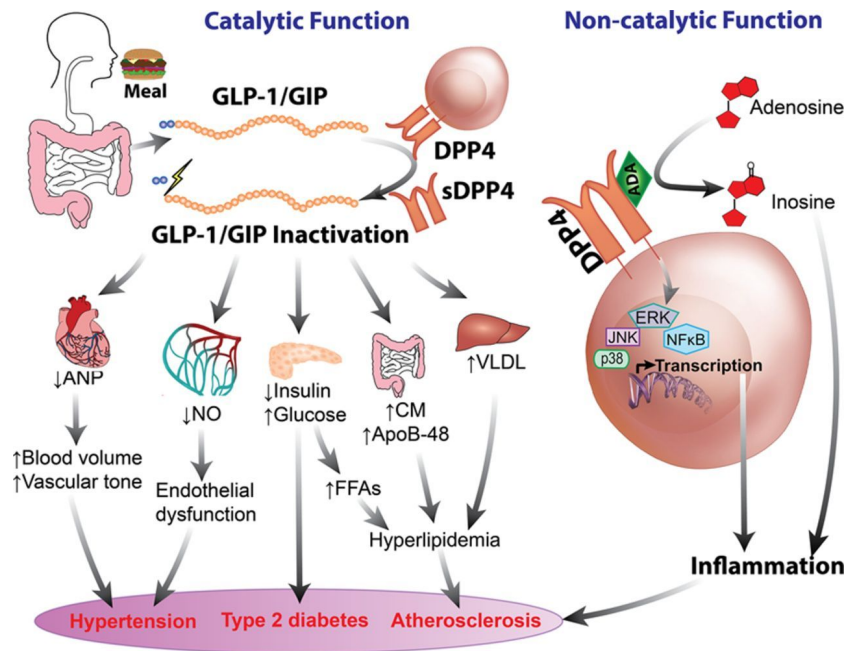 Catalytic Function
Non-catalytic Function
Meal
GLP-1/GIP
DPP4
sDPP4
GLP-1/GIP Inactivation
↓ANP
↑Blood volume
↑Vascular tone
↓NO
Endothelial
dysfunction
↓Insulin
↑Glucose
↑FFAs
↑CM
↑ApoB-48
↑VLDL
Hyperlipidemia
Hypertension
Type 2 diabetes
Atherosclerosis
Adenosine
ADA
Inosine
DPP4
ERK
JNK
NFκB
p38
Transcription
Inflammation